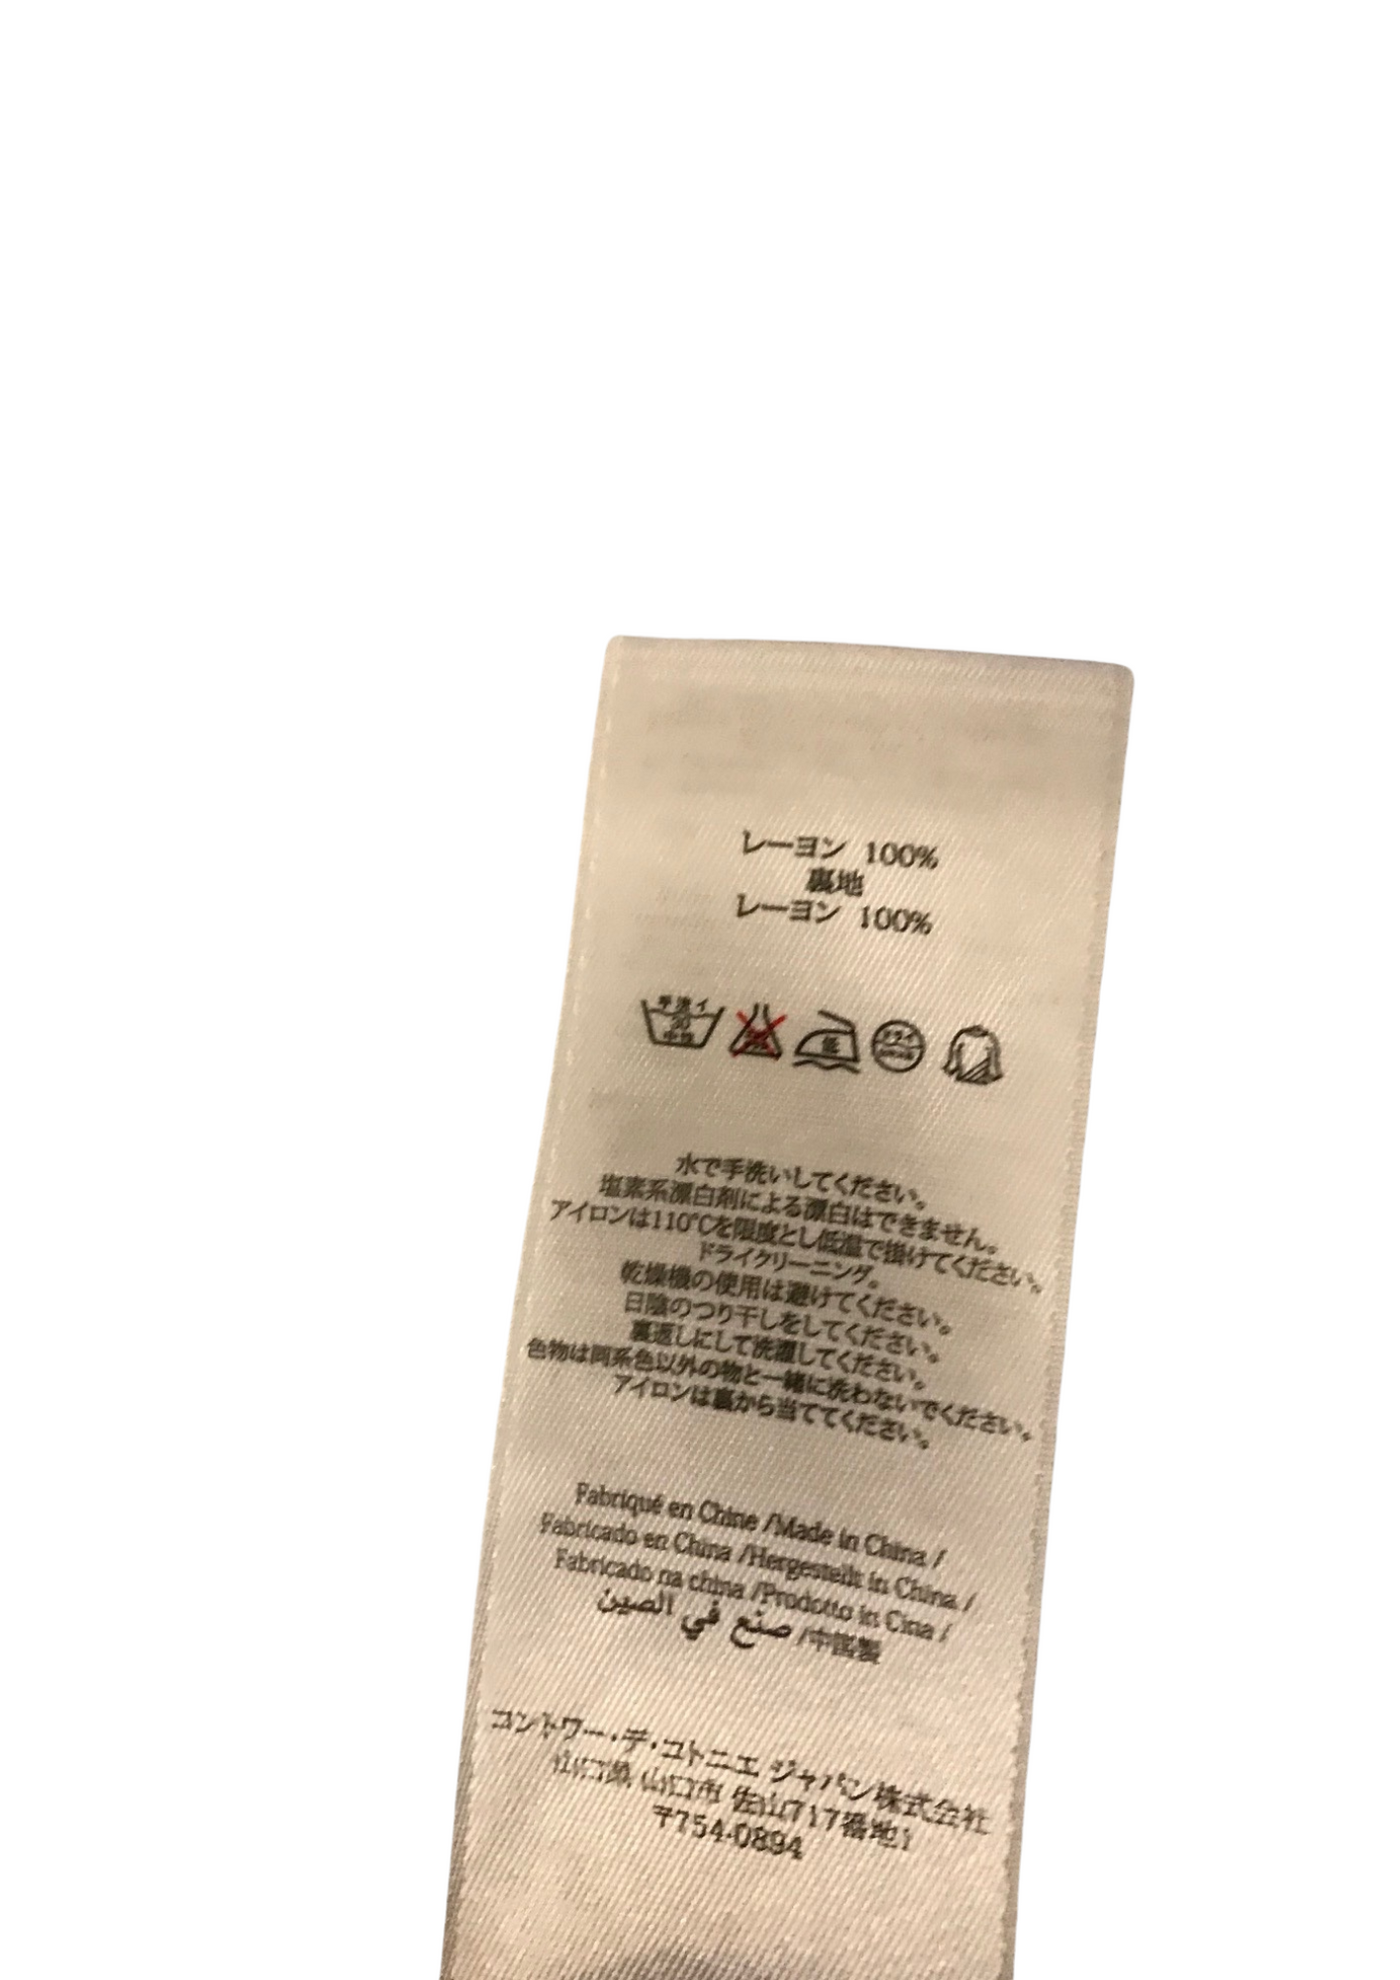 レーヨン 100%
裏地
レーヨン 100%
手洗イ
30
中性
低
ドライ
水で手洗いしてください。
塩素系漂白剤による漂白はできません。
アイロンは110℃を限度とし低温で掛けてください。
ドライクリーニング。
乾燥機の使用は避けてください。
日陰のつり干しをしてください。
裏返しにして洗濯してください。
色物は同系色以外の物と一緒に洗わないでください。
アイロンは裏から当ててください。
Fabriqué en Chine /Made in China /
Fabricado en China /Hergestellt in China /
Fabricado na china /Prodotto in Cina /
صنع في الصين /中国製
コントワー・デ・コトニエ ジャパン株式会社
山口県 山口市 佐山717番地1
〒754-0894